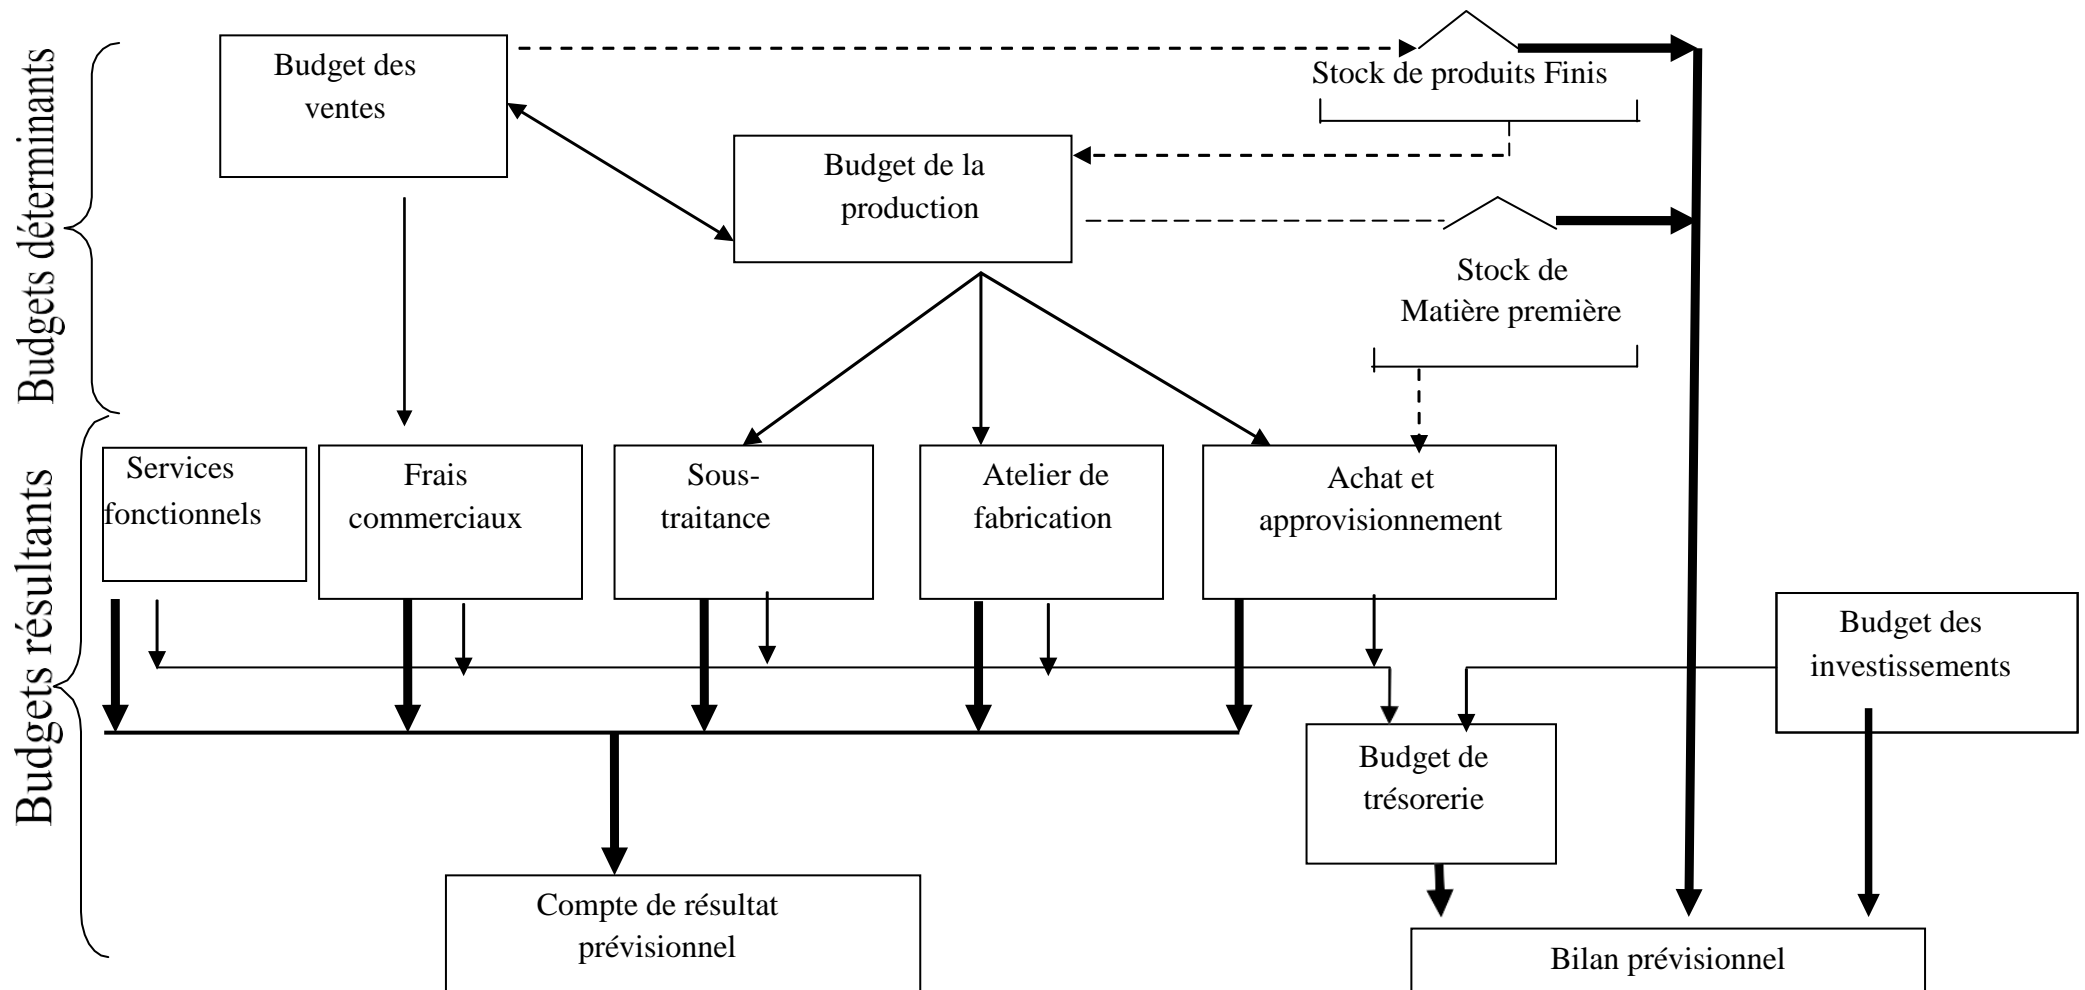 Budgets déterminants
Budget des
ventes
Stock de produits Finis
Budget de la
production
Stock de
Matière première
Budgets résultants
Services
fonctionnels
Frais
commerciaux
Sous-
traitance
Atelier de
fabrication
Achat et
approvisionnement
Budget des
investissements
Budget de
trésorerie
Compte de résultat
prévisionnel
Bilan prévisionnel